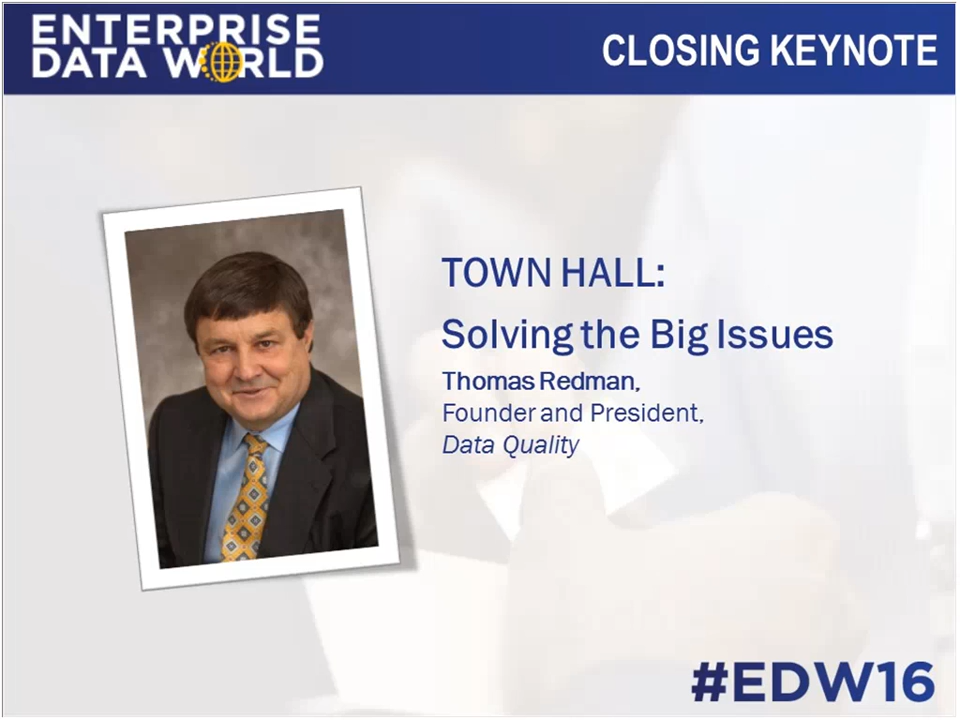 ENTERPRISE
DATA WORLD
CLOSING KEYNOTE
TOWN HALL:
Solving the Big Issues
Thomas Redman,
Founder and President,
Data Quality
#EDW16